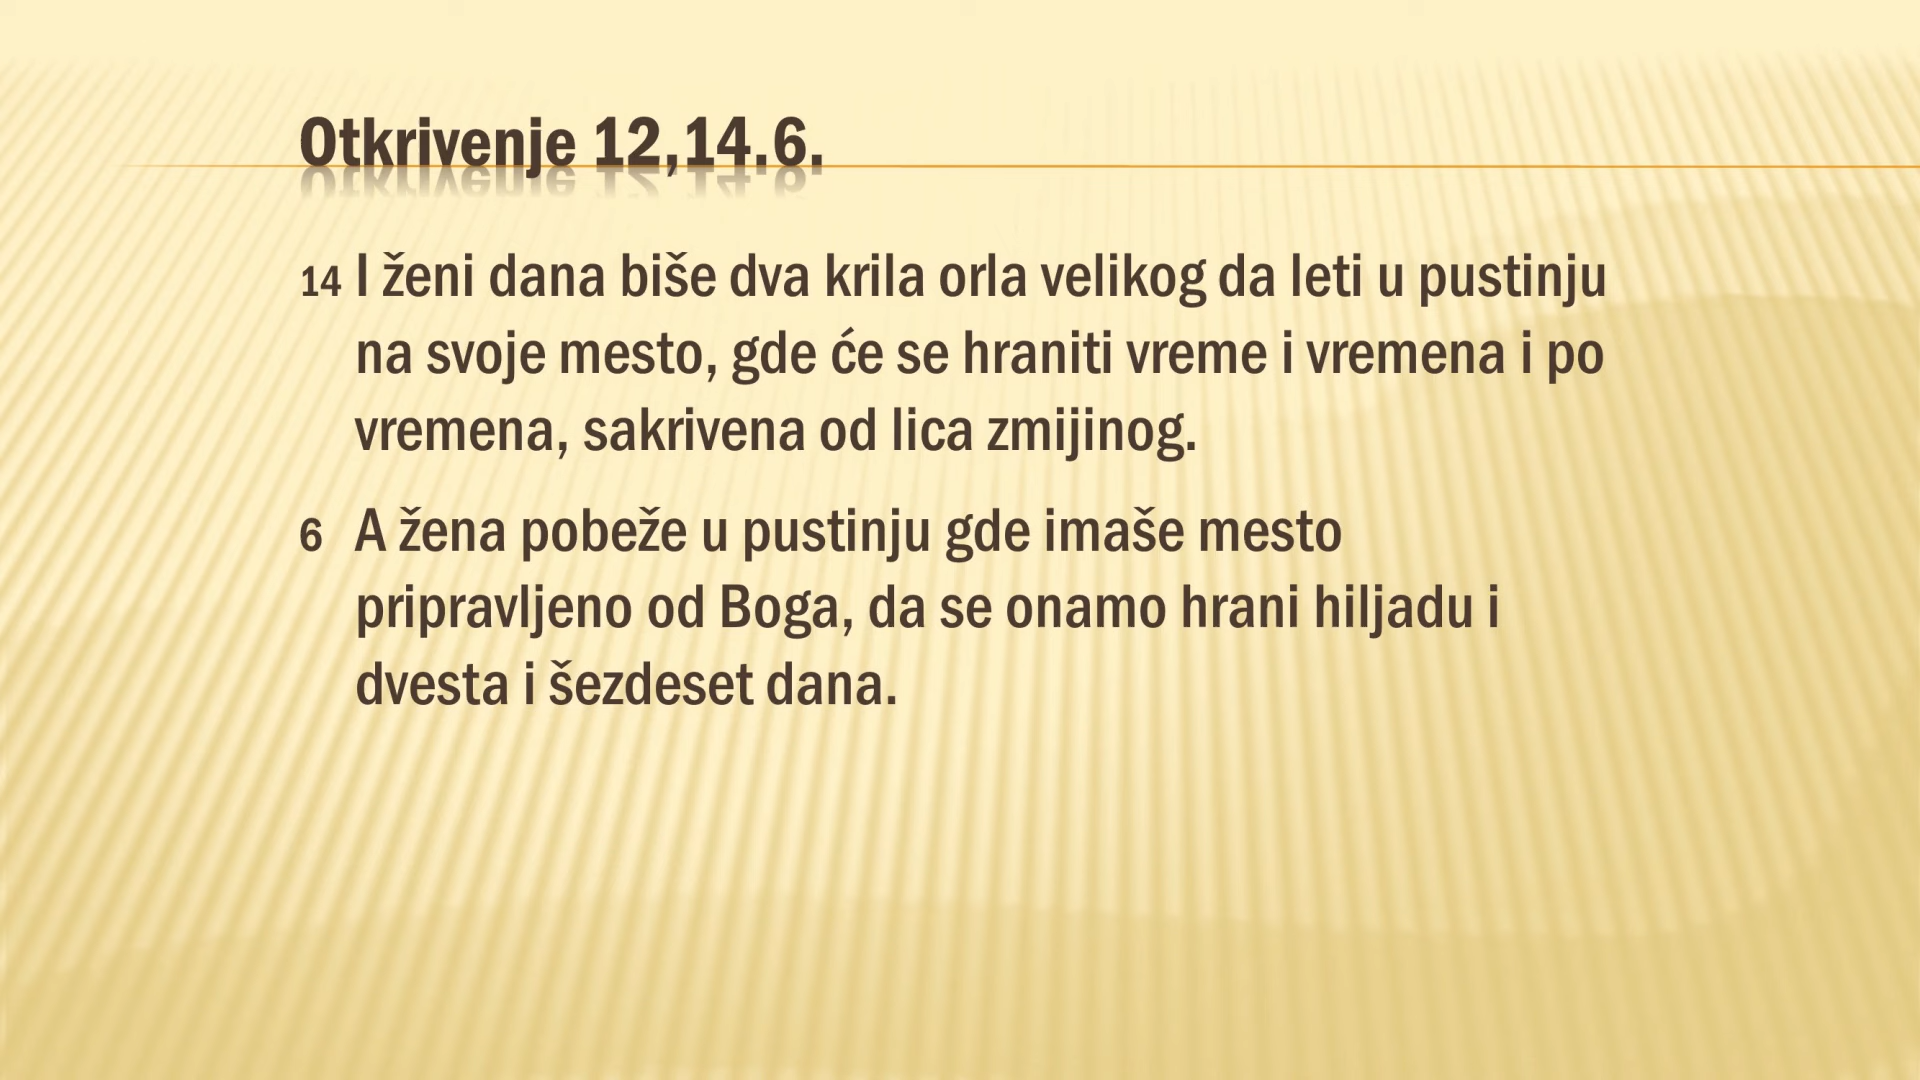 Otkrivenje 12,14.6.
14 I ženi dana biše dva krila orla velikog da leti u pustinju
na svoje mesto, gde će se hraniti vreme i vremena i po
vremena, sakrivena od lica zmijinog.
6 A žena pobeže u pustinju gde imaše mesto
pripravljeno od Boga, da se onamo hrani hiljadu i
dvesta i šezdeset dana.